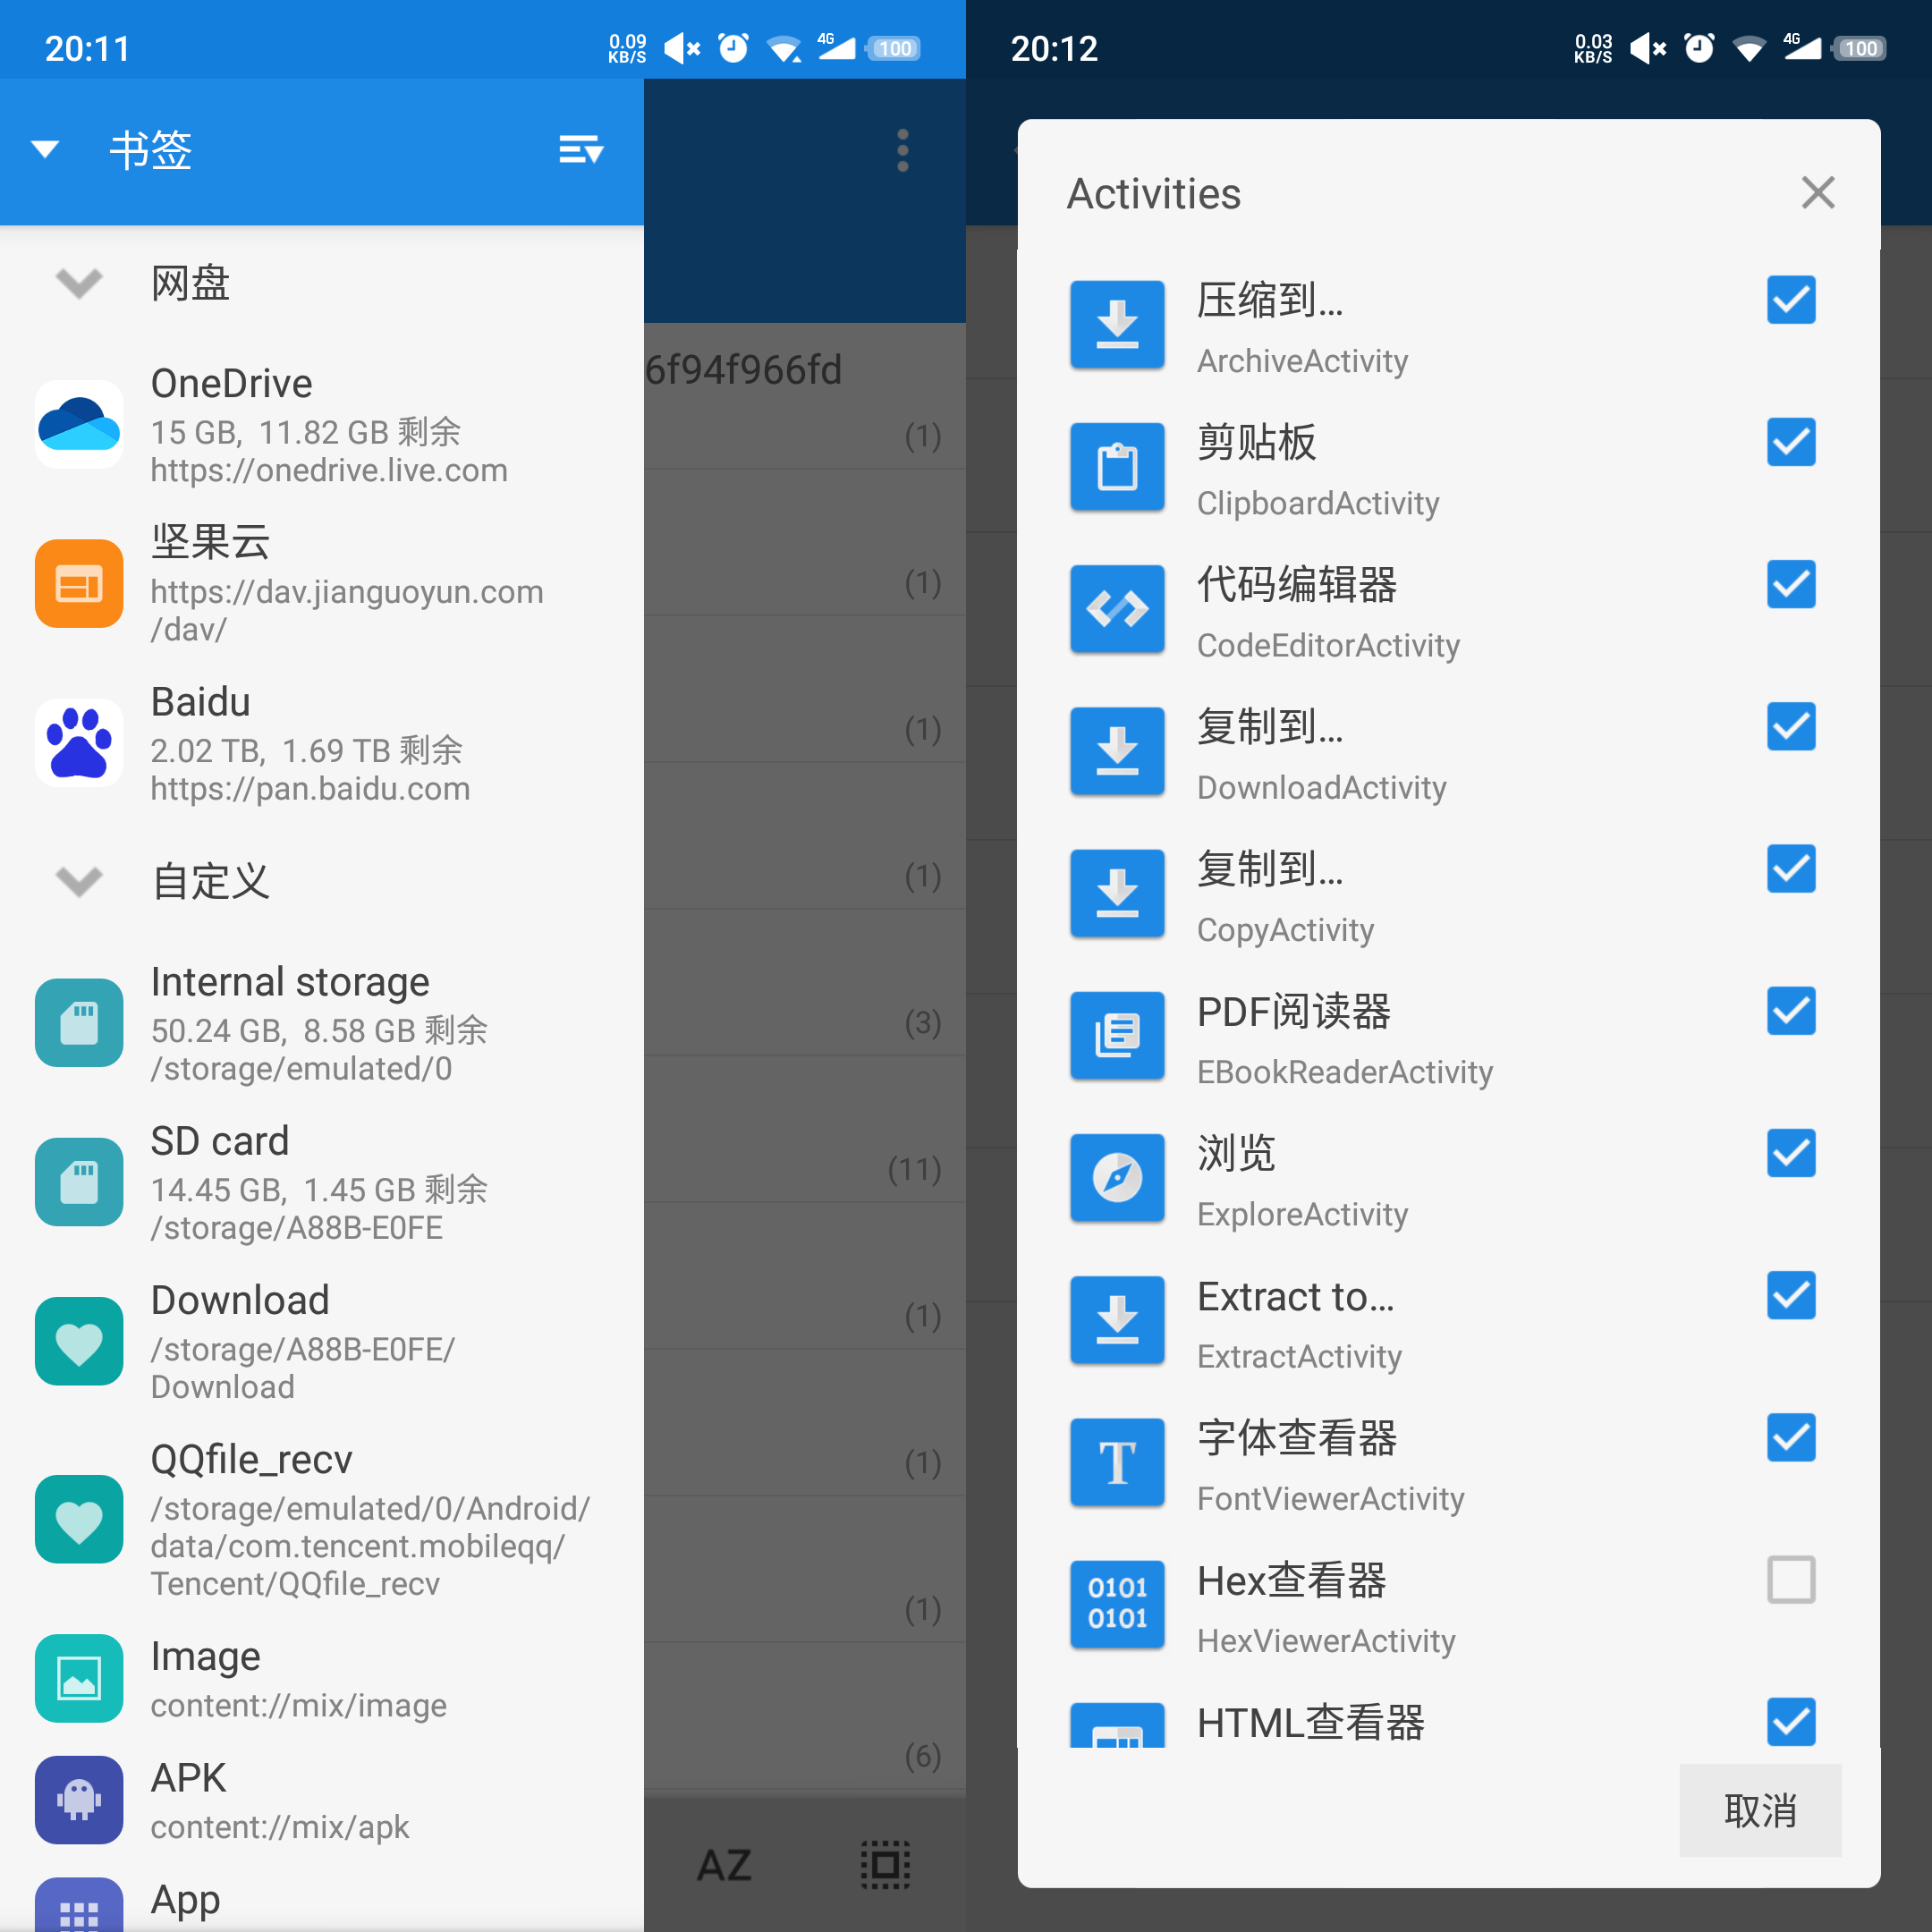 20:11
0.09
KB/S
4G
100
书签
网盘
OneDrive
15 GB, 11.82 GB 剩余
https://onedrive.live.com
坚果云
https://dav.jianguoyun.com
/dav/
Baidu
2.02 TB, 1.69 TB 剩余
https://pan.baidu.com
自定义
Internal storage
50.24 GB, 8.58 GB 剩余
/storage/emulated/0
SD card
14.45 GB, 1.45 GB 剩余
/storage/A88B-E0FE
Download
/storage/A88B-E0FE/
Download
QQfile_recv
/storage/emulated/0/Android/
data/com.tencent.mobileqq/
Tencent/QQfile_recv
Image
content://mix/image
APK
content://mix/apk
App
6f94f966fd
(1)
(1)
(1)
(1)
(3)
(11)
(1)
(1)
(1)
(6)
AZ
20:12
0.03
KB/S
4G
100
Activities
压缩到...
ArchiveActivity
剪贴板
ClipboardActivity
代码编辑器
CodeEditorActivity
复制到...
DownloadActivity
复制到...
CopyActivity
PDF阅读器
EBookReaderActivity
浏览
ExploreActivity
Extract to...
ExtractActivity
T
字体查看器
FontViewerActivity
0101
0101
Hex查看器
HexViewerActivity
HTML查看器
取消